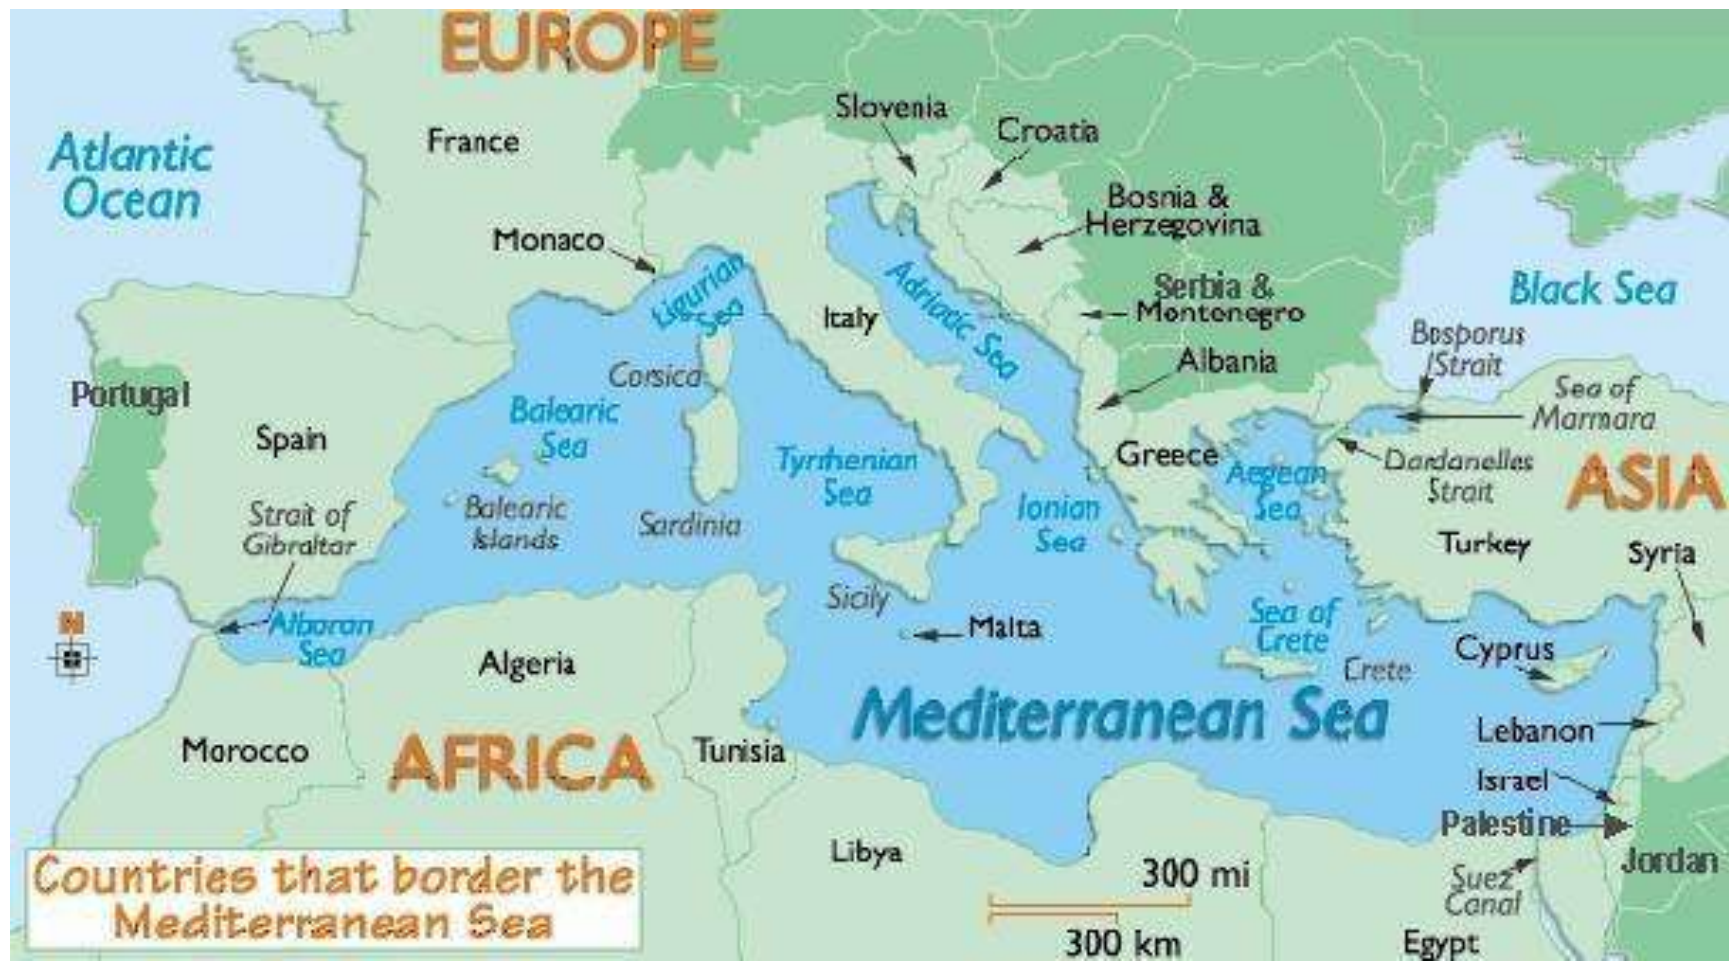 EUROPE
Atlantic
Ocean
France
Slovenia
Croatia
Bosnia &
Herzegovina
Monaco
Ligurian
Sea
Adriatic Sea
Italy
Serbia &
Montenegro
Albania
Black Sea
Bosporus
Strait
Sea of
Marmara
Portugal
Spain
Corsica
Balearic
Sea
Tyrrhenian
Sea
Greece
Aegean
Sea
Dardanelles
Strait
ASIA
Strait of
Gibraltar
Balearic
Islands
Sardinia
Ionian
Sea
Turkey
Syria
N
Alboran
Sea
Sicily
Malta
Sea of
Crete
Crete
Cyprus
Algeria
Mediterranean Sea
Lebanon
Morocco
AFRICA
Tunisia
Israel
Palestine
Libya
Jordan
Suez
Canal
Egypt
300 mi
300 km
Countries that border the
Mediterranean Sea